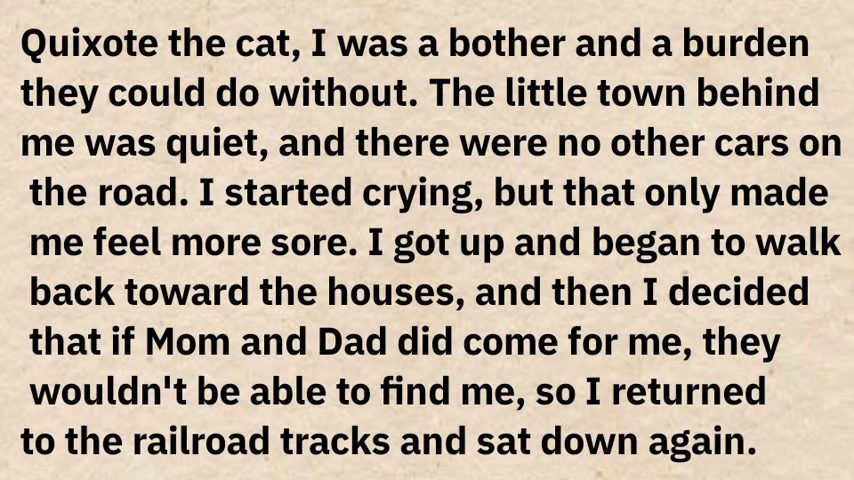 Quixote the cat, I was a bother and a burden
they could do without. The little town behind
me was quiet, and there were no other cars on
the road. I started crying, but that only made
me feel more sore. I got up and began to walk
back toward the houses, and then I decided
that if Mom and Dad did come for me, they
wouldn't be able to find me, so I returned
to the railroad tracks and sat down again.